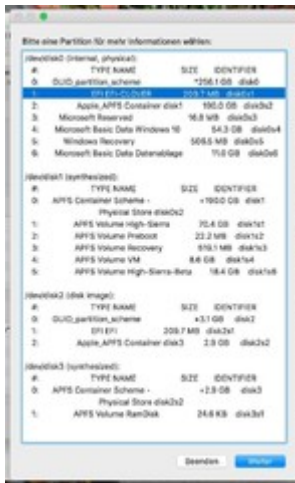 Bitte eine Partition für mehr Informationen wählen:
/dev/disk0 (internal, physical):
#: TYPE NAME SIZE IDENTIFIER
0: GUID_partition_scheme *256.1 GB disk0
1: EFI EFI-CLOVER 209.7 MB disk0s1
2: Apple_APFS Container disk1 190.0 GB disk0s2
3: Microsoft Reserved 16.8 MB disk0s3
4: Microsoft Basic Data Windows 10 54.3 GB disk0s4
5: Windows Recovery 509.5 MB disk0s5
6: Microsoft Basic Data Datenablage 11.0 GB disk0s6
/dev/disk1 (synthesized):
#: TYPE NAME SIZE IDENTIFIER
0: APFS Container Scheme - +190.0 GB disk1
Physical Store disk0s2
1: APFS Volume High-Sierra 70.4 GB disk1s1
2: APFS Volume Preboot 22.2 MB disk1s2
3: APFS Volume Recovery 519.1 MB disk1s3
4: APFS Volume VM 8.6 GB disk1s4
5: APFS Volume High-Sierra-Beta 18.4 GB
/dev/disk2 (disk image):
#: TYPE NAME SIZE IDENTIFIER
0: GUID_partition_scheme +3.1 GB disk2
1: EFI EFI 209.7 MB disk2s1
2: Apple_APFS Container disk3 2.9 GB disk2s2
/dev/disk3 (synthesized):
#: TYPE NAME SIZE IDENTIFIER
0: APFS Container Scheme - +2.9 GB disk3
Physical Store disk2s2
1: APFS Volume RamDisk 24.6 KB disk3s1
Beenden Weiter